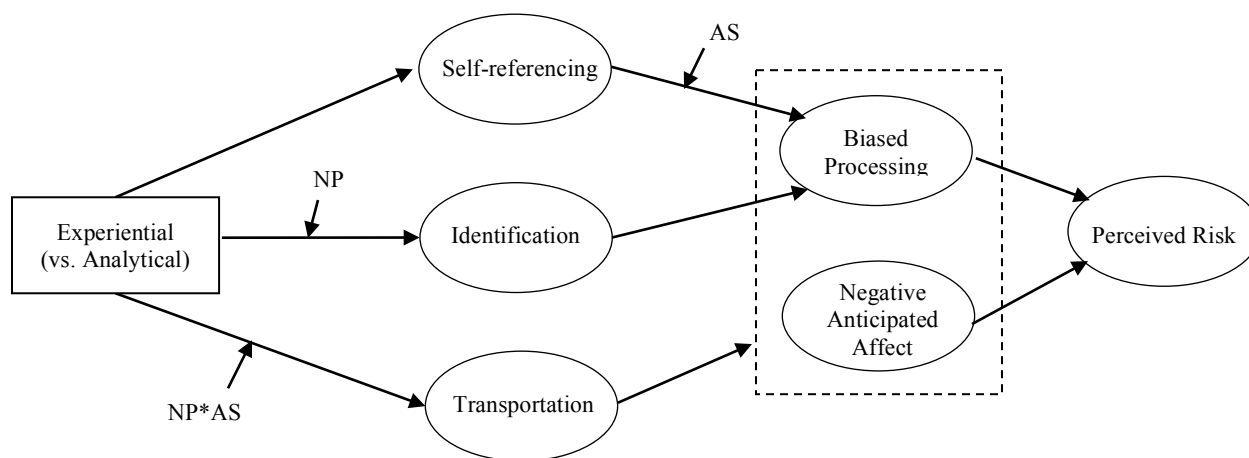 AS
Self-referencing
Biased
Processing
NP
Experiential
(vs. Analytical)
Identification
Perceived Risk
Negative
Anticipated
Affect
NP*AS
Transportation